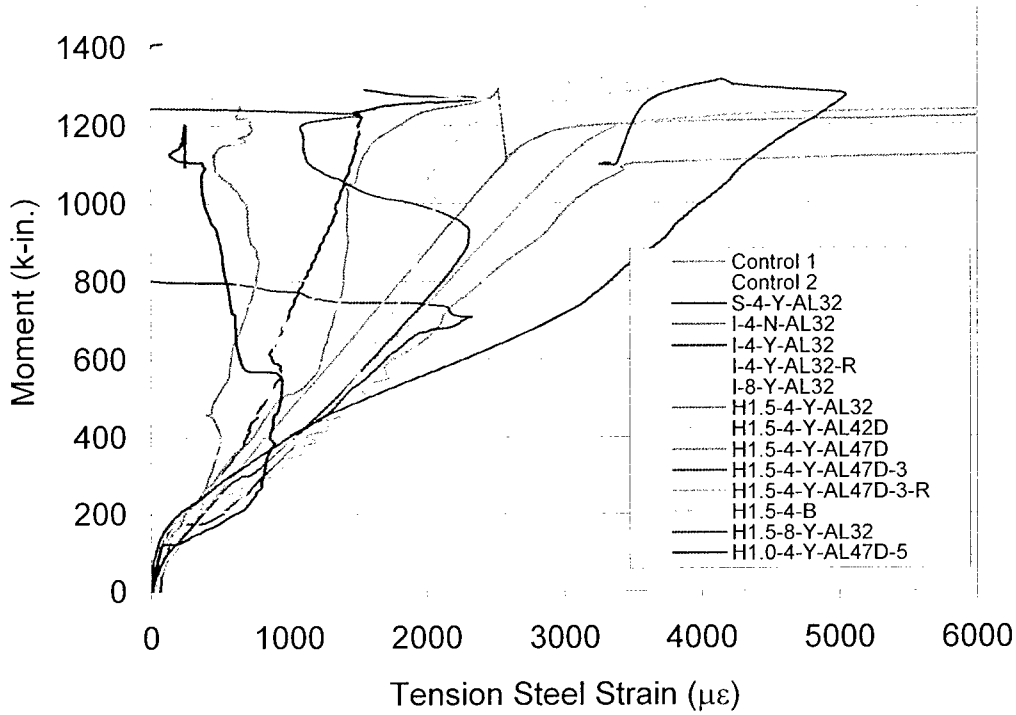 1400
1200
1000
800
600
400
200
0
Moment (k-in.)
Control 1
Control 2
S-4-Y-AL32
I-4-N-AL32
I-4-Y-AL32
I-4-Y-AL32-R
I-8-Y-AL32
H1.5-4-Y-AL32
H1.5-4-Y-AL42D
H1.5-4-Y-AL47D
H1.5-4-Y-AL47D-3
H1.5-4-Y-AL47D-3-R
H1.5-4-B
H1.5-8-Y-AL32
H1.0-4-Y-AL47D-5
0 1000 2000 3000 4000 5000 6000
Tension Steel Strain (µε)